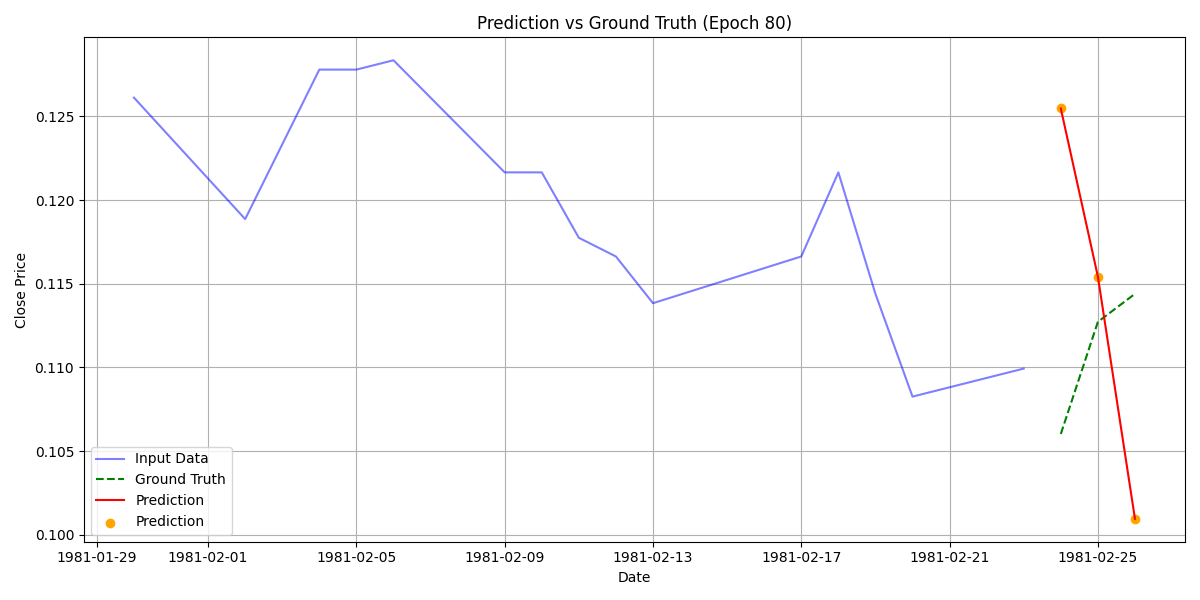 Prediction vs Ground Truth (Epoch 80)
Close Price
0.125
0.120
0.115
0.110
0.105
0.100
Input Data
Ground Truth
Prediction
Prediction
1981-01-29 1981-02-01 1981-02-05 1981-02-09 1981-02-13 1981-02-17 1981-02-21 1981-02-25
Date